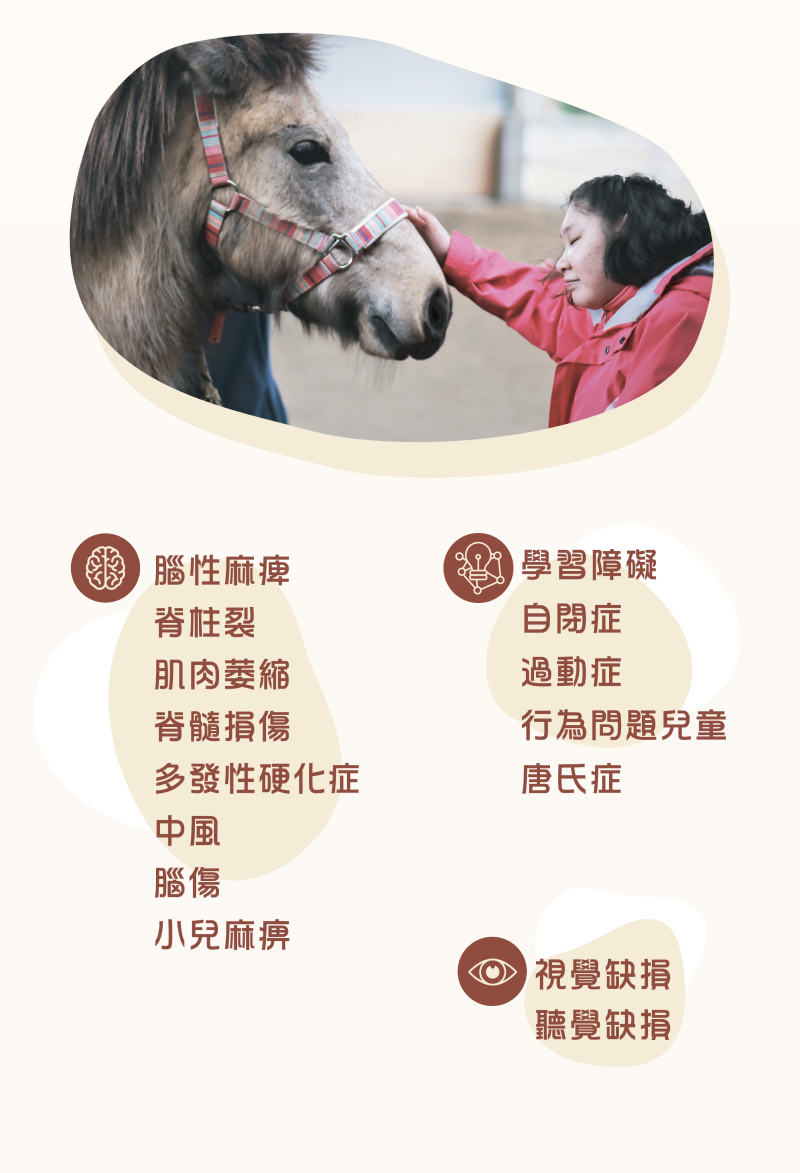 腦性麻痺
脊柱裂
肌肉萎縮
脊髓損傷
多發性硬化症
中風
腦傷
小兒麻痹
學習障礙
自閉症
過動症
行為問題兒童
唐氏症
視覺缺損
聽覺缺損